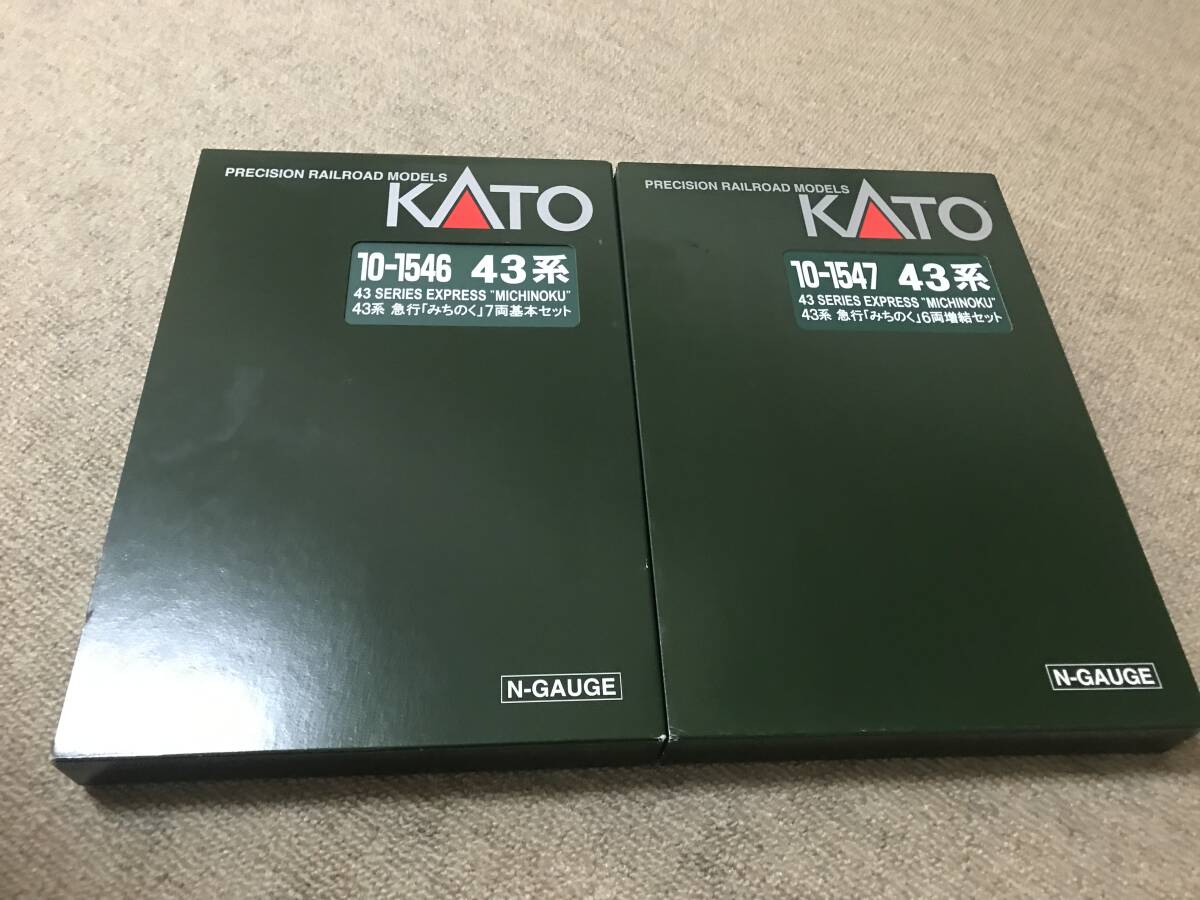 PRECISION RAILROAD MODELS
KATO
10-1546 43系
43 SERIES EXPRESS "MICHINOKU"
43系 急行「みちのく」7両基本セット
N-GAUGE
PRECISION RAILROAD MODELS
KATO
10-1547 43系
43 SERIES EXPRESS "MICHINOKU"
43系 急行「みちのく」6両増結セット
N-GAUGE